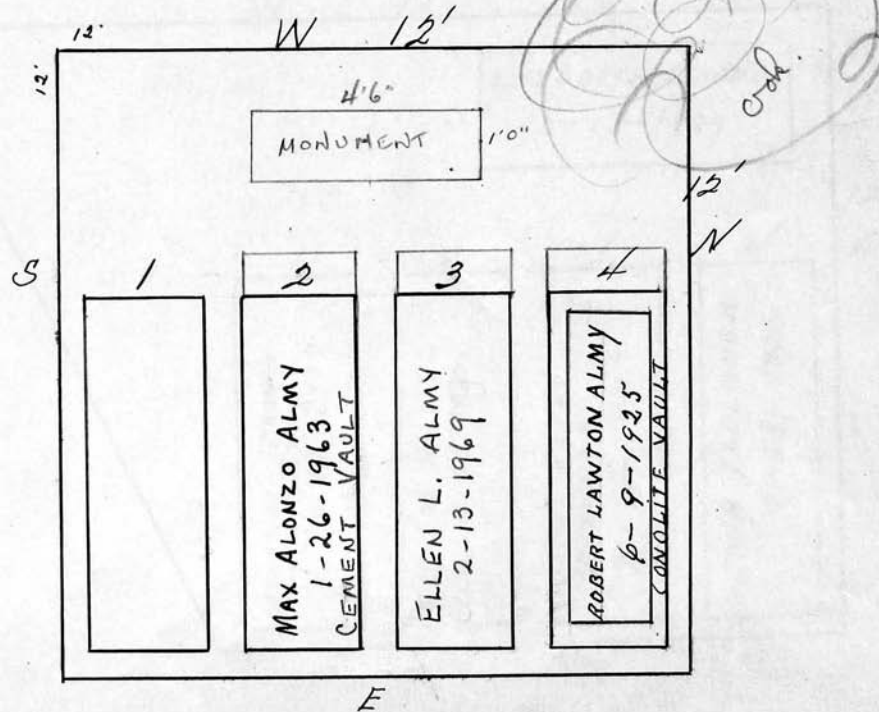 12' W 12'
12'
4'6"
MONUMENT 1'0"
Ook.
12'
N
S
1 2 3 4
MAX ALONZO ALMY
1-26-1963
CEMENT VAULT
ELLEN L. ALMY
2-13-1969
ROBERT LAWTON ALMY
6-9-1925
CONOLITE VAULT
E